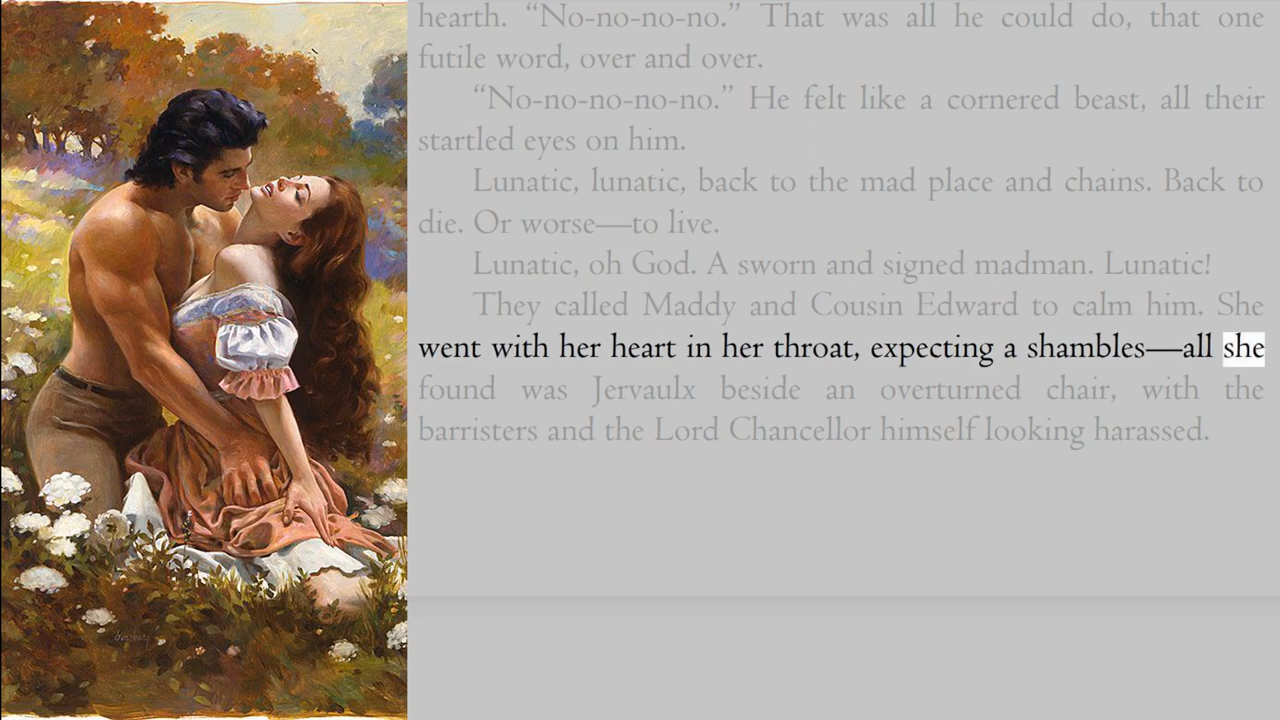 hearth. “No-no-no-no.” That was all he could do, that one
futile word, over and over.
“No-no-no-no-no.” He felt like a cornered beast, all their
startled eyes on him.
Lunatic, lunatic, back to the mad place and chains. Back to
die. Or worse—to live.
Lunatic, oh God. A sworn and signed madman. Lunatic!
They called Maddy and Cousin Edward to calm him. She
went with her heart in her throat, expecting a shambles—all she
found was Jervaulx beside an overturned chair, with the
barristers and the Lord Chancellor himself looking harassed.